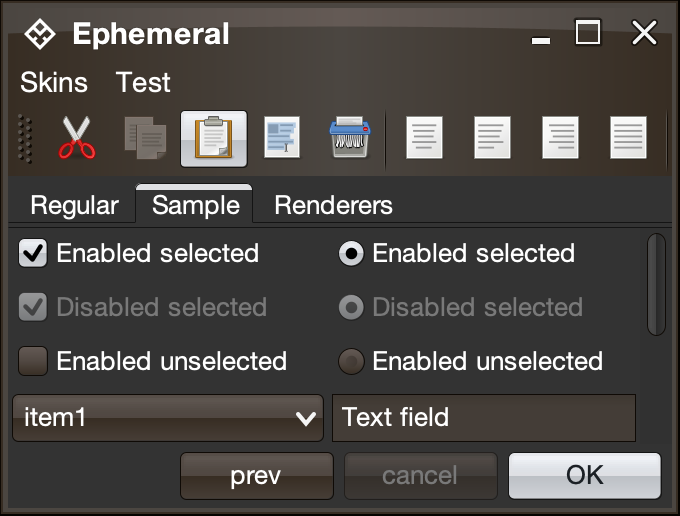 Ephemeral
Skins Test
Regular Sample Renderers
Enabled selected Enabled selected
Disabled selected Disabled selected
Enabled unselected Enabled unselected
item1 Text field
prev cancel OK